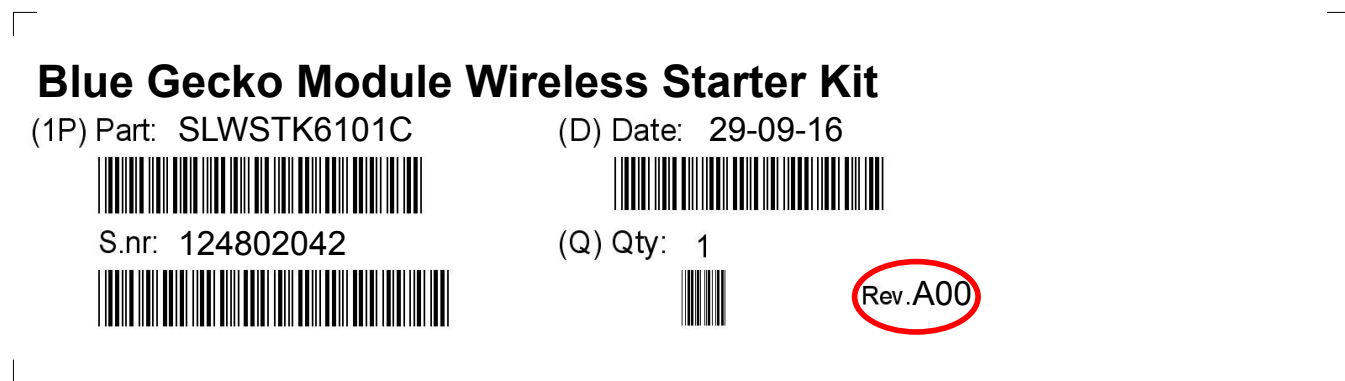 Blue Gecko Module Wireless Starter Kit
(1P) Part: SLWSTK6101C (D) Date: 29-09-16
S.nr: 124802042 (Q) Qty: 1
Rev.A00